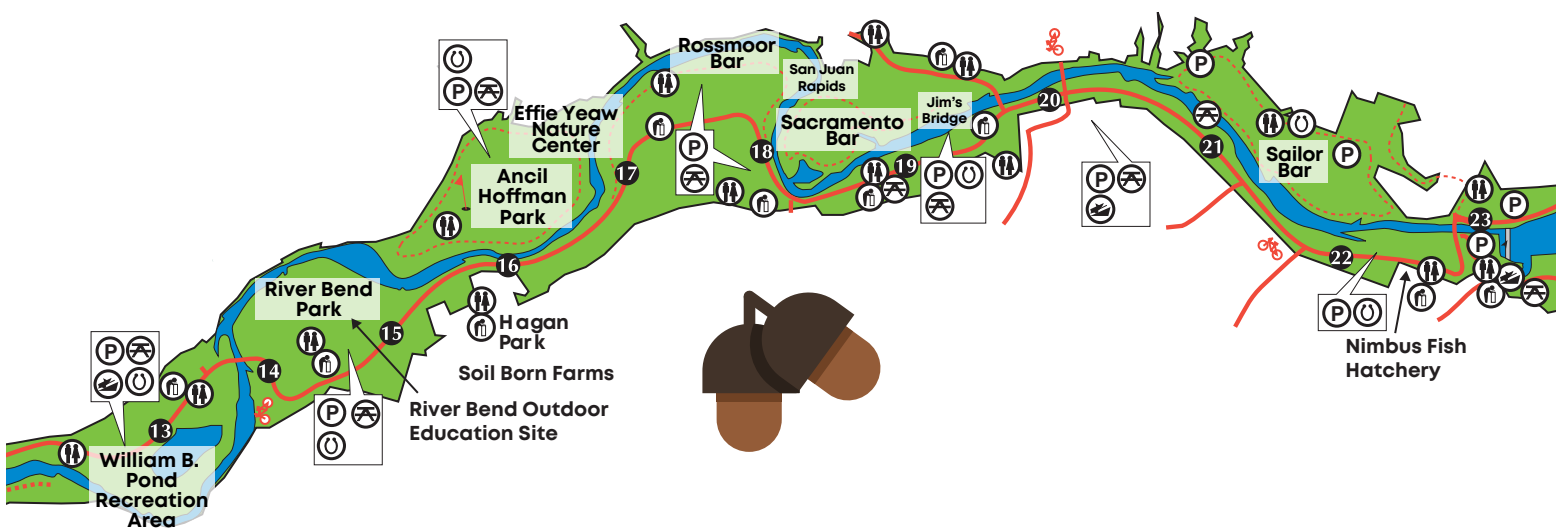 Rossmoor
Bar
San Juan
Rapids
Sacramento
Bar
Jim's
Bridge
Effie Yeaw
Nature
Center
Ancil
Hoffman
Park
River Bend
Park
Hagan
Park
Soil Born Farms
River Bend Outdoor
Education Site
William B.
Pond
Recreation
Area
Sailor
Bar
Nimbus Fish
Hatchery
13
14
15
16
17
18
19
20
21
22
23
P
P
P
P
P
P
P
P
P
P
P